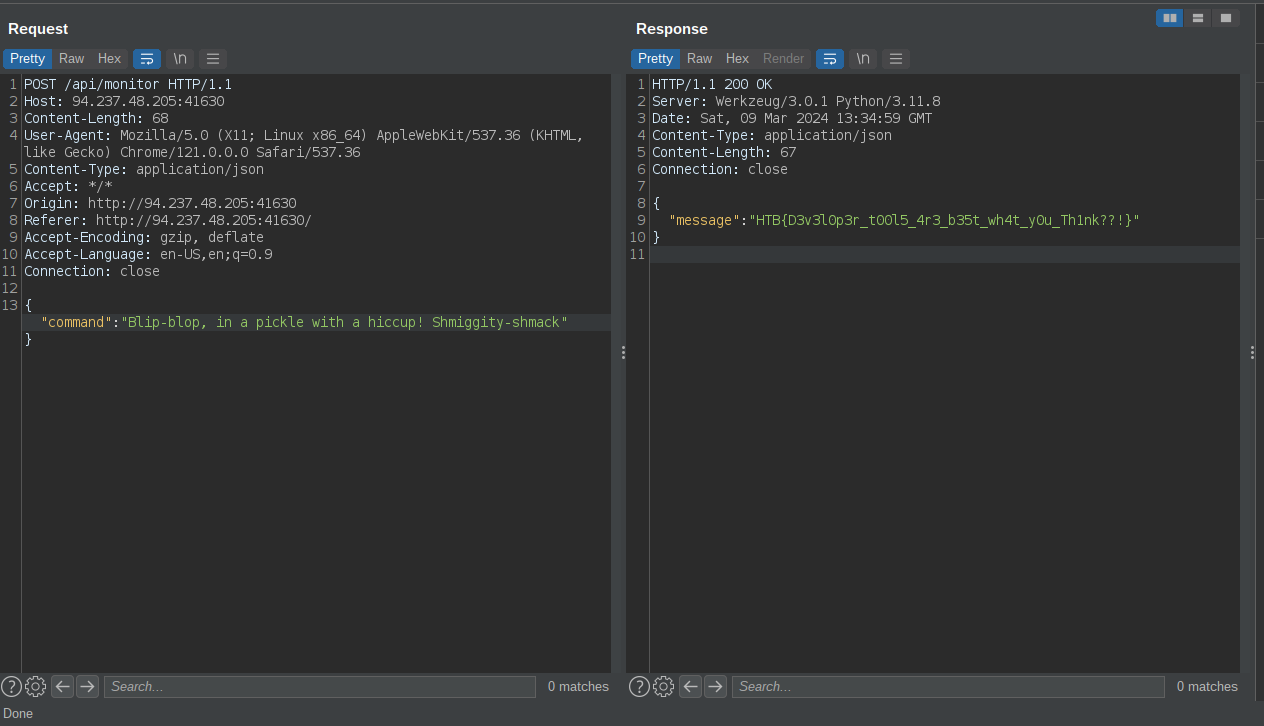 Request
Pretty Raw Hex \n
1 POST /api/monitor HTTP/1.1
2 Host: 94.237.48.205:41630
3 Content-Length: 68
4 User-Agent: Mozilla/5.0 (X11; Linux x86_64) AppleWebKit/537.36 (KHTML,
like Gecko) Chrome/121.0.0.0 Safari/537.36
5 Content-Type: application/json
6 Accept: */*
7 Origin: http://94.237.48.205:41630
8 Referer: http://94.237.48.205:41630/
9 Accept-Encoding: gzip, deflate
10 Accept-Language: en-US,en;q=0.9
11 Connection: close
12
13 {
"command":"Blip-blop, in a pickle with a hiccup! Shmiggity-shmack"
}
? Search... 0 matches
Response
Pretty Raw Hex Render \n
1 HTTP/1.1 200 OK
2 Server: Werkzeug/3.0.1 Python/3.11.8
3 Date: Sat, 09 Mar 2024 13:34:59 GMT
4 Content-Type: application/json
5 Content-Length: 67
6 Connection: close
7
8 {
9 "message":"HTB{D3v3l0p3r_t00l5_4r3_b35t_wh4t_y0u_Th1nk??!}"
10 }
11
? Search... 0 matches
Done